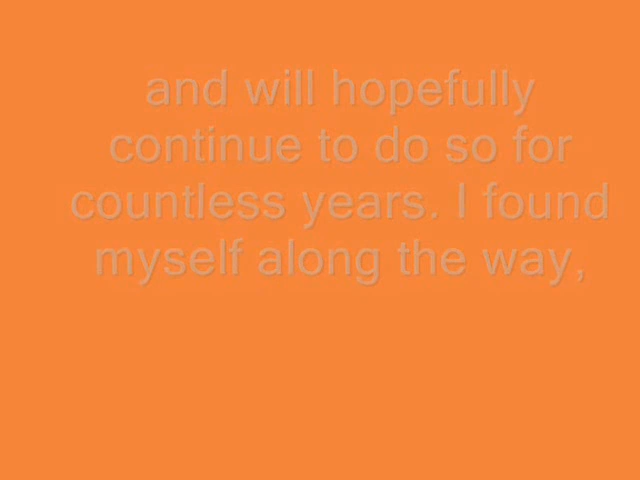 and will hopefully
continue to do so for
countless years. I found
myself along the way,